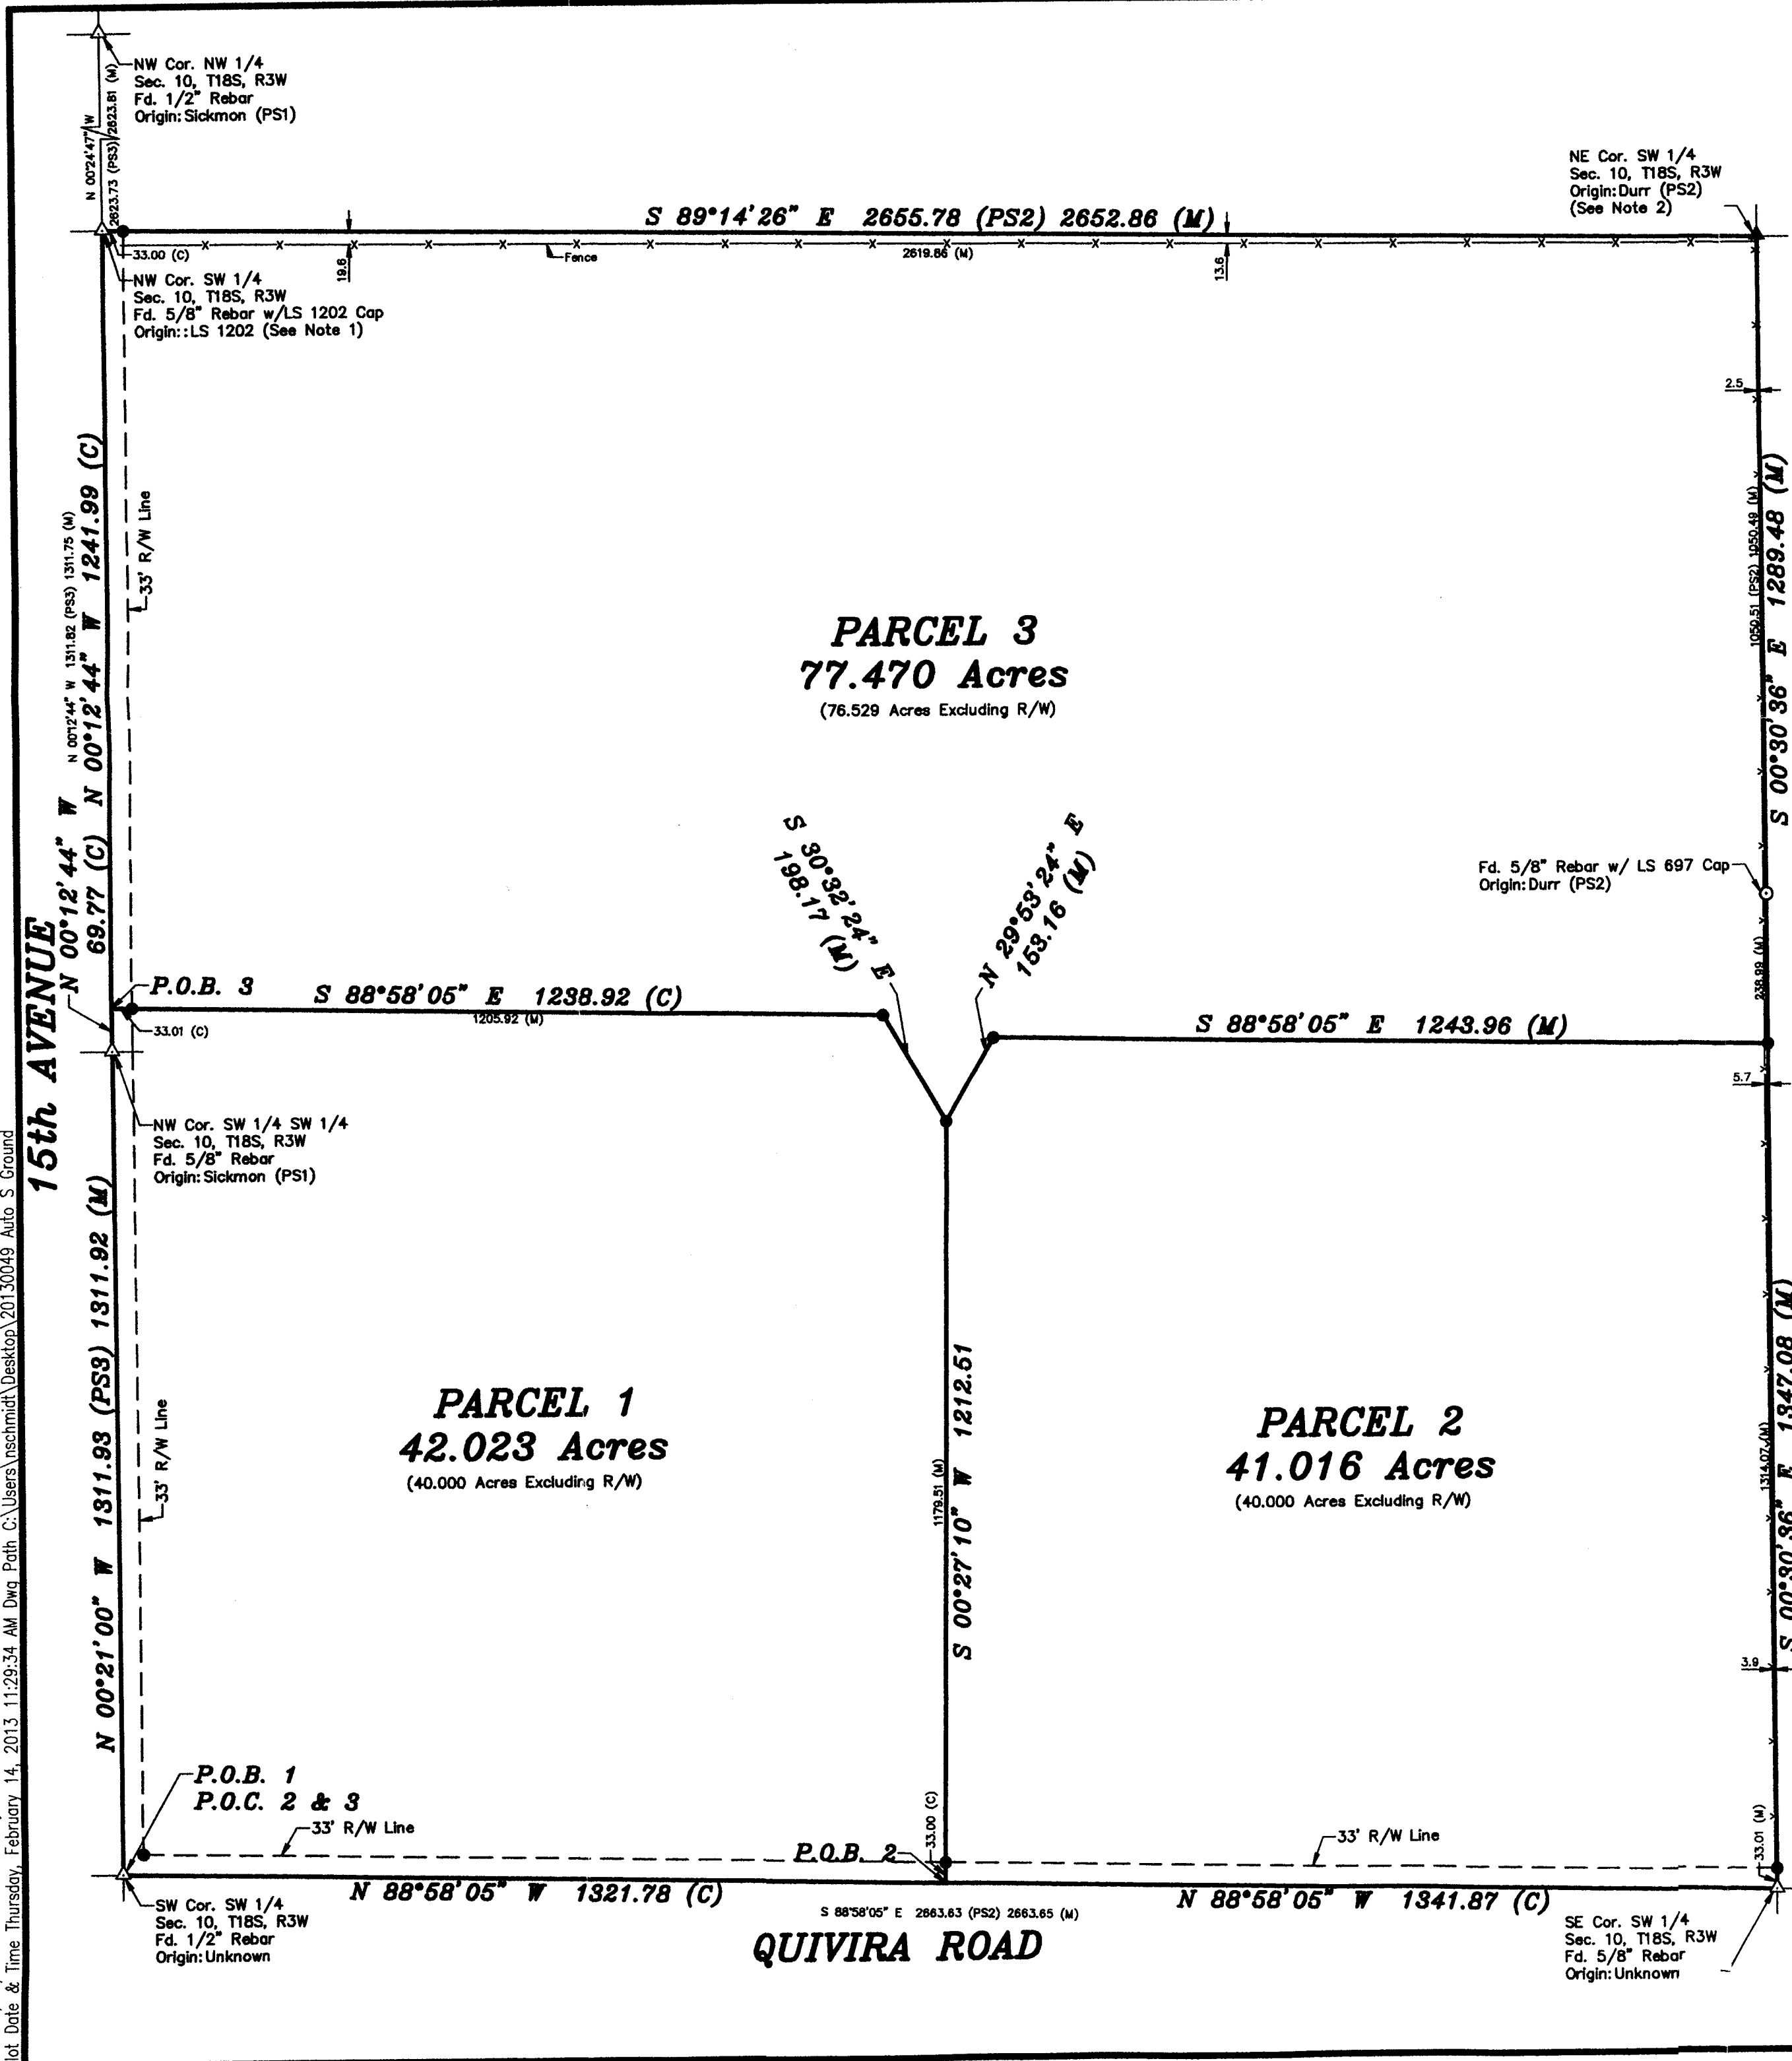 NW Cor. NW 1/4
Sec. 10, T18S, R3W
Fd. 1/2" Rebar
Origin: Sickmon (PS1)
N 00°24'47" W
2623.73 (PS3) 2623.81 (M)
NE Cor. SW 1/4
Sec. 10, T18S, R3W
Origin: Durr (PS2)
(See Note 2)
S 89°14'26" E 2655.78 (PS2) 2652.86 (M)
33.00 (C)
19.6
Fence
2619.86 (M)
13.6
NW Cor. SW 1/4
Sec. 10, T18S, R3W
Fd. 5/8" Rebar w/LS 1202 Cap
Origin::LS 1202 (See Note 1)
2.5
N 00°12'44" W 1311.82 (PS3) 1311.75 (M)
N 00°12'44" W 1241.99 (C)
33' R/W Line
1050.51 (PS2) 1050.49 (M)
S 00°30'36" E 1289.48 (M)
PARCEL 3
77.470 Acres
(76.529 Acres Excluding R/W)
N 00°12'44" W
69.77 (C)
S 30°32'24" E
198.17 (M)
N 29°53'24" E
153.16 (M)
Fd. 5/8" Rebar w/ LS 697 Cap
Origin: Durr (PS2)
238.99 (M)
15th AVENUE
P.O.B. 3
S 88°58'05" E 1238.92 (C)
1205.92 (M)
33.01 (C)
S 88°58'05" E 1243.96 (M)
5.7
NW Cor. SW 1/4 SW 1/4
Sec. 10, T18S, R3W
Fd. 5/8" Rebar
Origin: Sickmon (PS1)
N 00°21'00" W 1311.93 (PS3) 1311.92 (M)
33' R/W Line
PARCEL 1
42.023 Acres
(40.000 Acres Excluding R/W)
1179.51 (M)
S 00°27'10" W 1212.51
PARCEL 2
41.016 Acres
(40.000 Acres Excluding R/W)
1314.07 (M)
S 00°30'36" E 1347.08 (M)
3.9
P.O.B. 1
P.O.C. 2 & 3
33' R/W Line
P.O.B. 2
33.00 (C)
33' R/W Line
33.01 (M)
N 88°58'05" W 1321.78 (C)
N 88°58'05" W 1341.87 (C)
S 88°58'05" E 2663.63 (PS2) 2663.65 (M)
QUIVIRA ROAD
SW Cor. SW 1/4
Sec. 10, T18S, R3W
Fd. 1/2" Rebar
Origin: Unknown
SE Cor. SW 1/4
Sec. 10, T18S, R3W
Fd. 5/8" Rebar
Origin: Unknown
lot Date & Time Thursday, February 14, 2013 11:29:34 AM Dwg Path C:\Users\nschmidt\Desktop\20130049 Auto S Ground